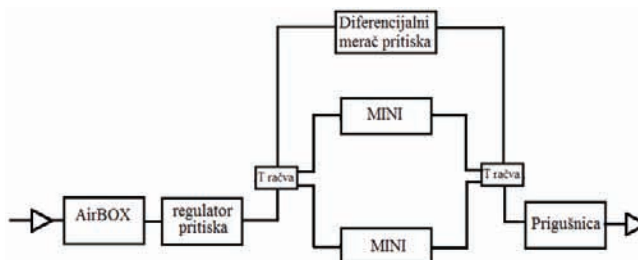 Diferencijalni
merač pritiska
MINI
T račva
T račva
AirBOX
regulator
pritiska
Prigušnica
MINI